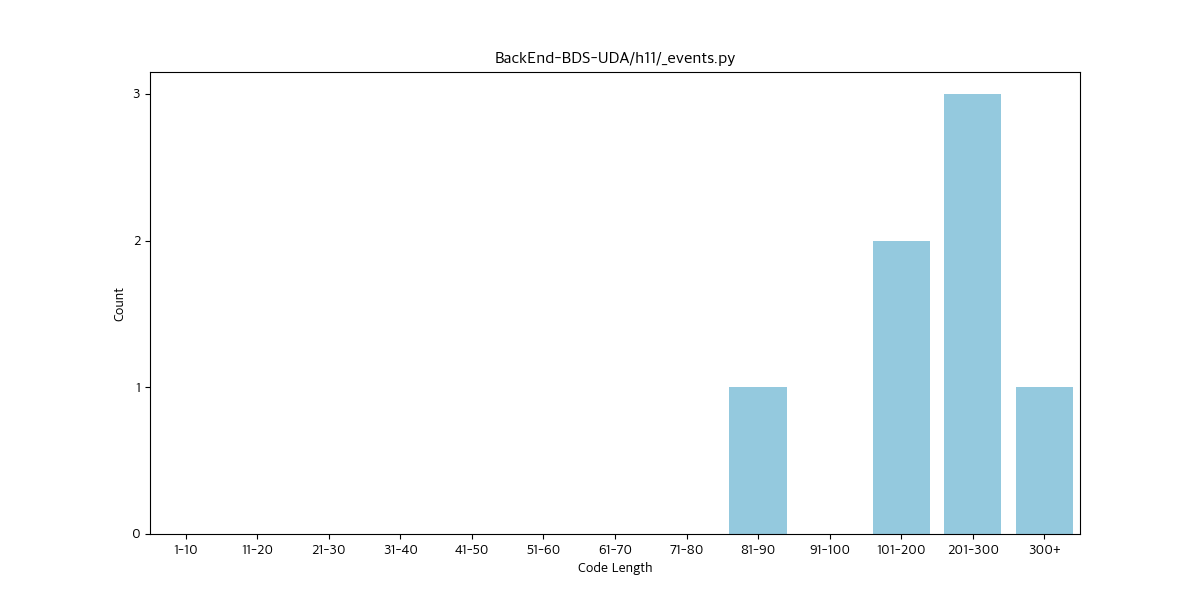 BackEnd-BDS-UDA/h11/_events.py
3
2
1
0
Count
1-10 11-20 21-30 31-40 41-50 51-60 61-70 71-80 81-90 91-100 101-200 201-300 300+
Code Length